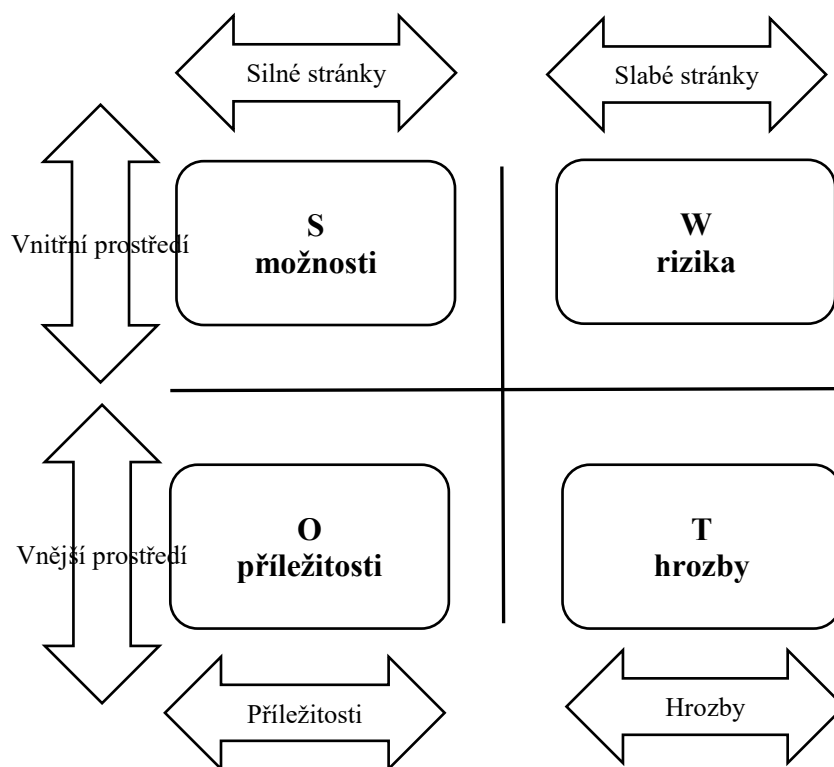 Silné stránky
Slabé stránky
Vnitřní prostředí
S
možnosti
W
rizika
Vnější prostředí
O
příležitosti
T
hrozby
Příležitosti
Hrozby